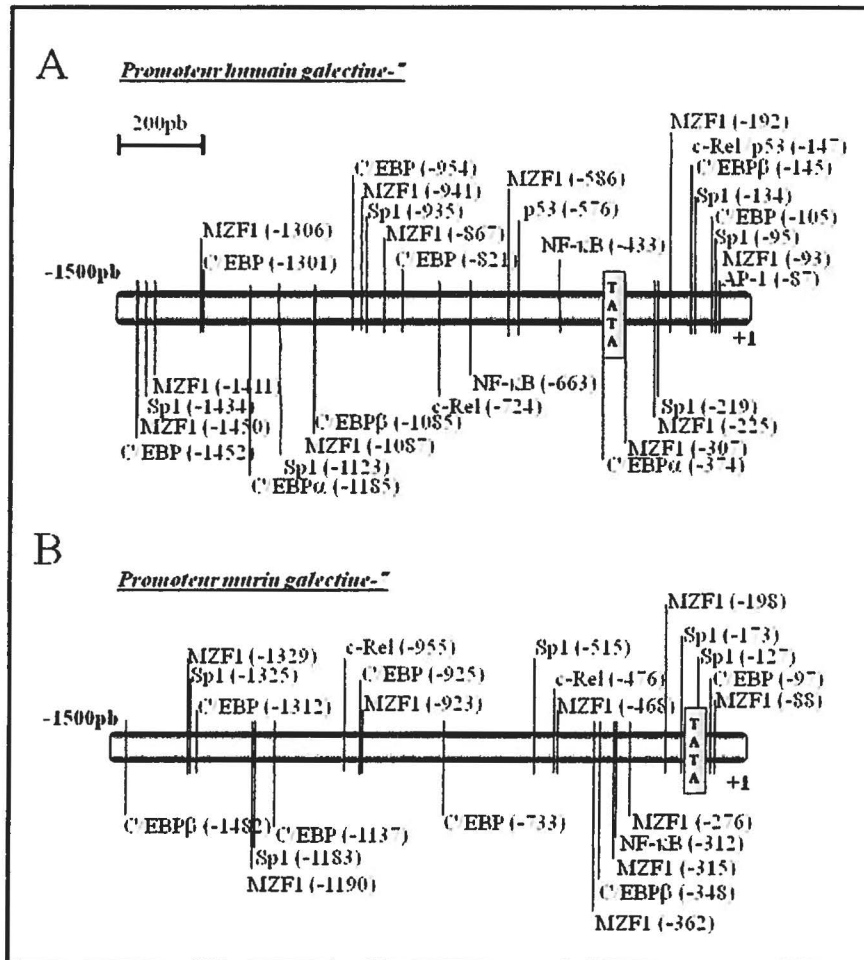 A
Promoteur humain galectine-7
200pb
MZF1 (-192)
c-Rel/p53 (-147)
C/EBPβ (-145)
Sp1 (-134)
C/EBP (-105)
Sp1 (-95)
MZF1 (-93)
AP-1 (-87)
C/EBP (-954)
MZF1 (-941)
Sp1 (-935)
MZF1 (-867)
C/EBP (-821)
MZF1 (-586)
p53 (-576)
NF-κB (-433)
MZF1 (-1306)
C/EBP (-1301)
-1500pb
TATA
+1
MZF1 (-1411)
Sp1 (-1434)
MZF1 (-1450)
C/EBP (-1452)
C/EBPβ (-1085)
MZF1 (-1087)
Sp1 (-1123)
C/EBPα (-1185)
NF-κB (-663)
c-Rel (-724)
Sp1 (-219)
MZF1 (-225)
MZF1 (-307)
C/EBPα (-374)
B
Promoteur murin galectine-7
MZF1 (-198)
Sp1 (-173)
Sp1 (-127)
C/EBP (-97)
MZF1 (-88)
MZF1 (-1329)
Sp1 (-1325)
C/EBP (-1312)
c-Rel (-955)
C/EBP (-925)
MZF1 (-923)
Sp1 (-515)
c-Rel (-476)
MZF1 (-468)
-1500pb
TATA
+1
C/EBPβ (-1482)
C/EBP (-1137)
Sp1 (-1183)
MZF1 (-1190)
C/EBP (-733)
MZF1 (-276)
NF-κB (-312)
MZF1 (-315)
C/EBPβ (-348)
MZF1 (-362)